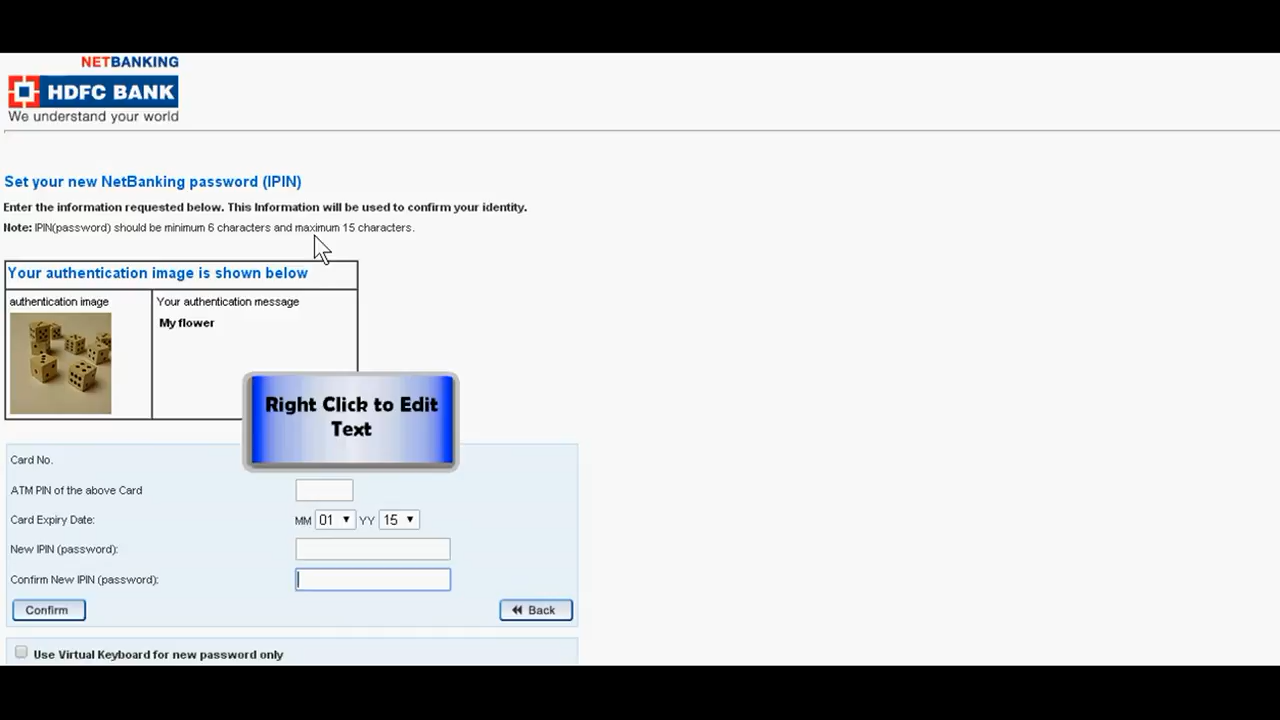 NETBANKING
HDFC BANK
We understand your world
Set your new NetBanking password (IPIN)
Enter the information requested below. This Information will be used to confirm your identity.
Note: IPIN(password) should be minimum 6 characters and maximum 15 characters.
Your authentication image is shown below
authentication image
Your authentication message
My flower
Right Click to Edit
Text
Card No.
ATM PIN of the above Card
Card Expiry Date: MM 01 YY 15
New IPIN (password):
Confirm New IPIN (password):
Confirm Back
Use Virtual Keyboard for new password only